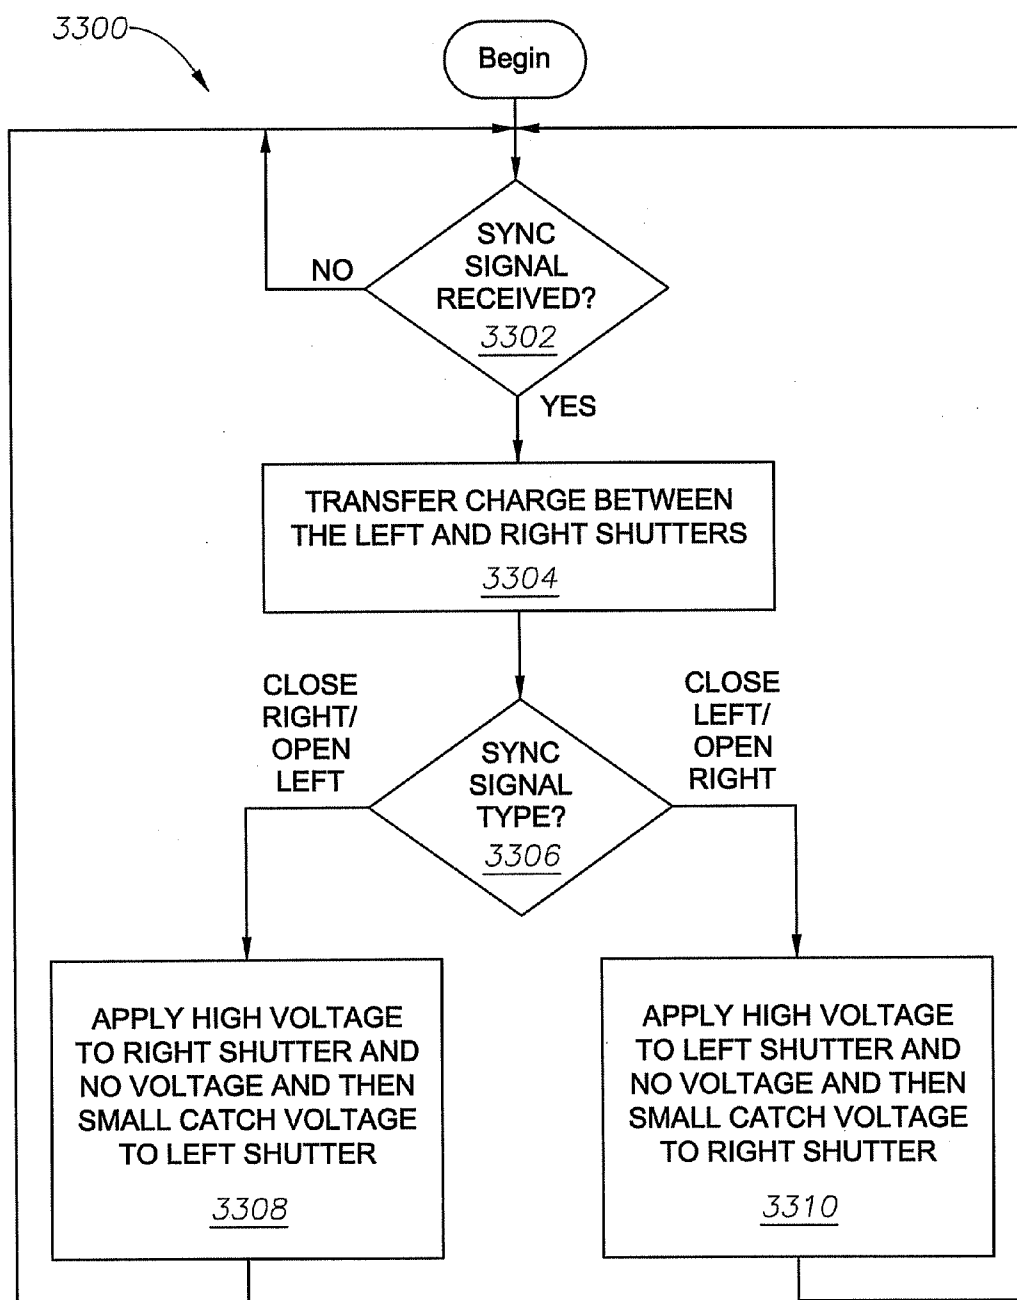 3300
Begin
SYNC
SIGNAL
RECEIVED?
3302
NO
YES
TRANSFER CHARGE BETWEEN
THE LEFT AND RIGHT SHUTTERS
3304
CLOSE
RIGHT/
OPEN
LEFT
CLOSE
LEFT/
OPEN
RIGHT
SYNC
SIGNAL
TYPE?
3306
APPLY HIGH VOLTAGE
TO RIGHT SHUTTER AND
NO VOLTAGE AND THEN
SMALL CATCH VOLTAGE
TO LEFT SHUTTER
3308
APPLY HIGH VOLTAGE
TO LEFT SHUTTER AND
NO VOLTAGE AND THEN
SMALL CATCH VOLTAGE
TO RIGHT SHUTTER
3310